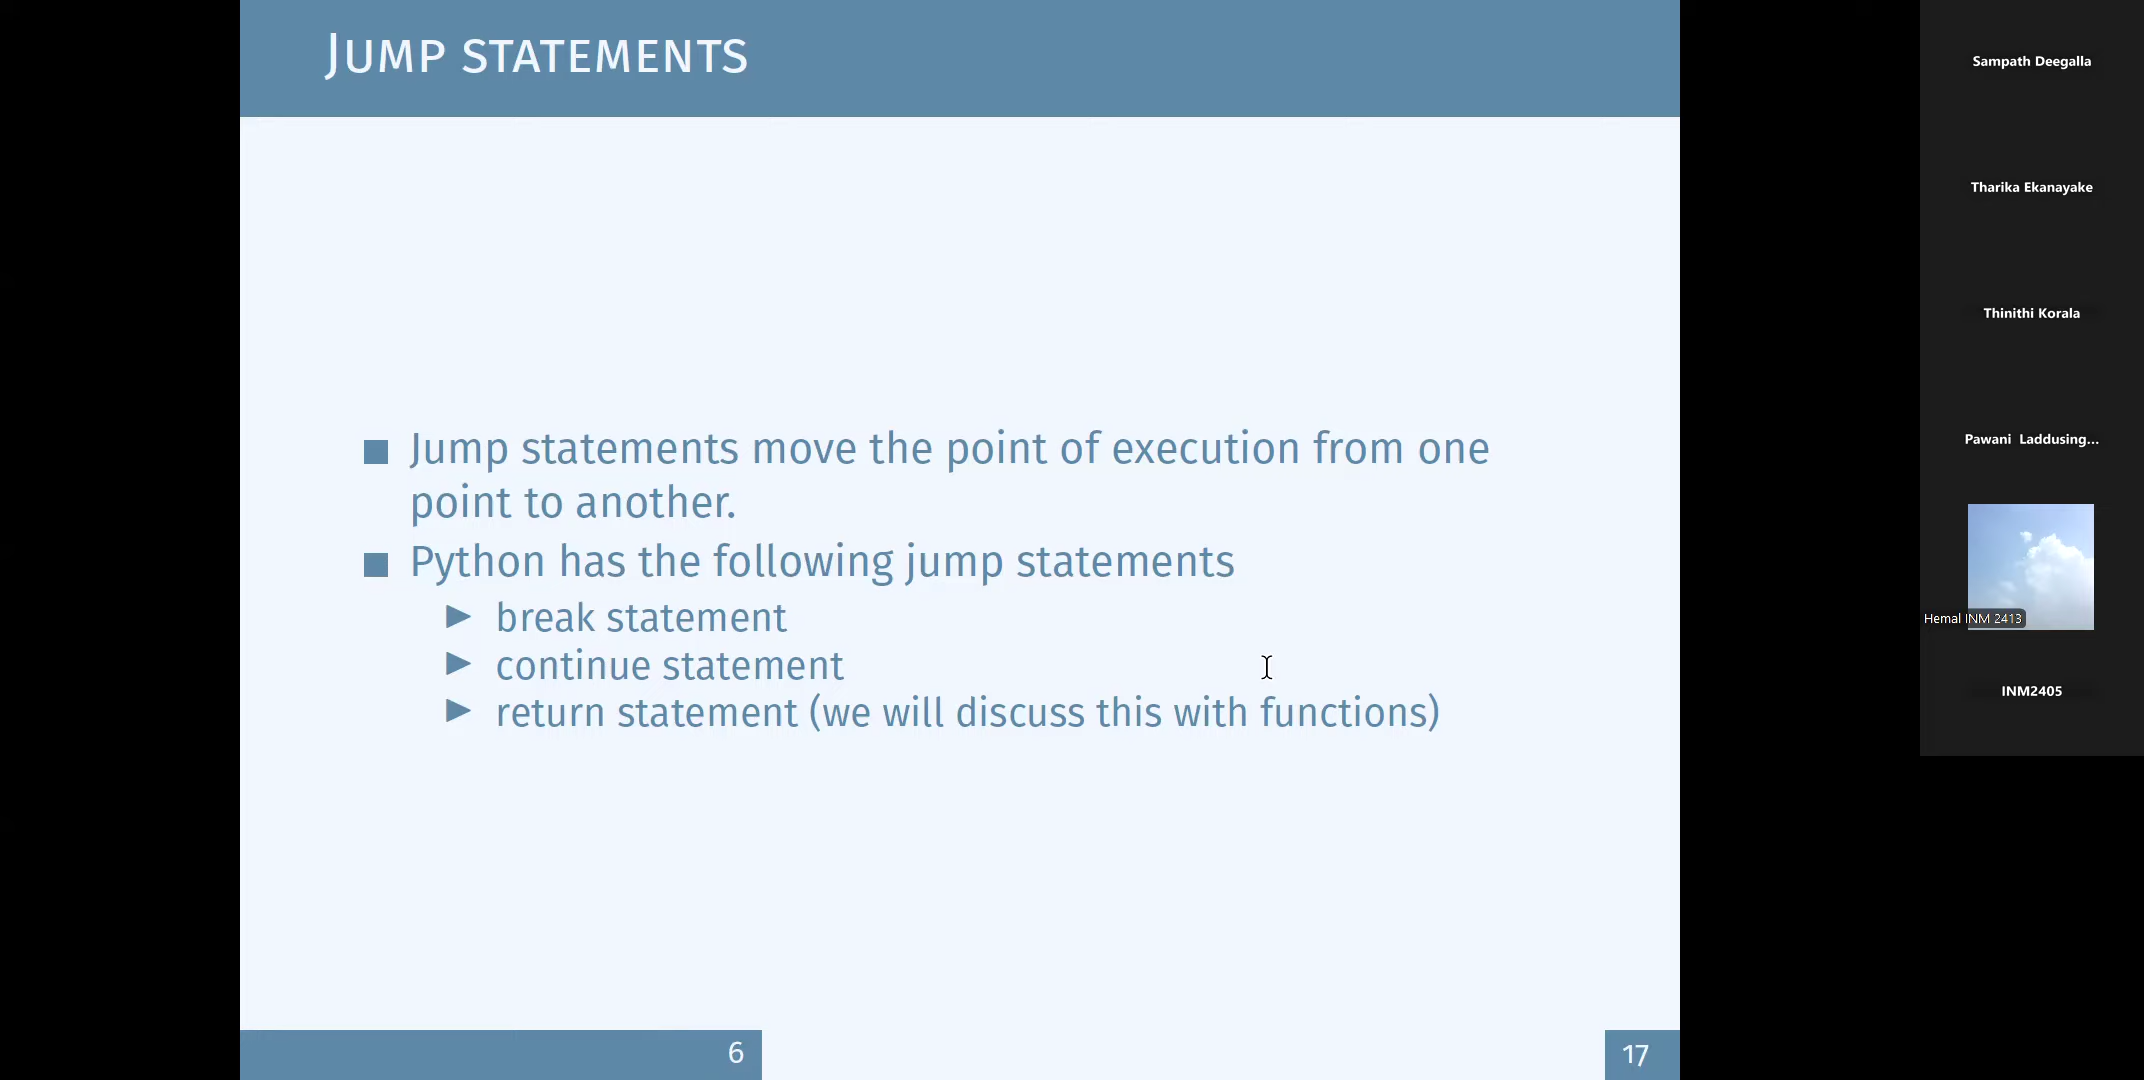 JUMP STATEMENTS
Jump statements move the point of execution from one
point to another.
Python has the following jump statements
break statement
continue statement
return statement (we will discuss this with functions)
6
17
Sampath Deegalla
Tharika Ekanayake
Thinithi Korala
Pawani Laddusing...
Hemal INM 2413
INM2405